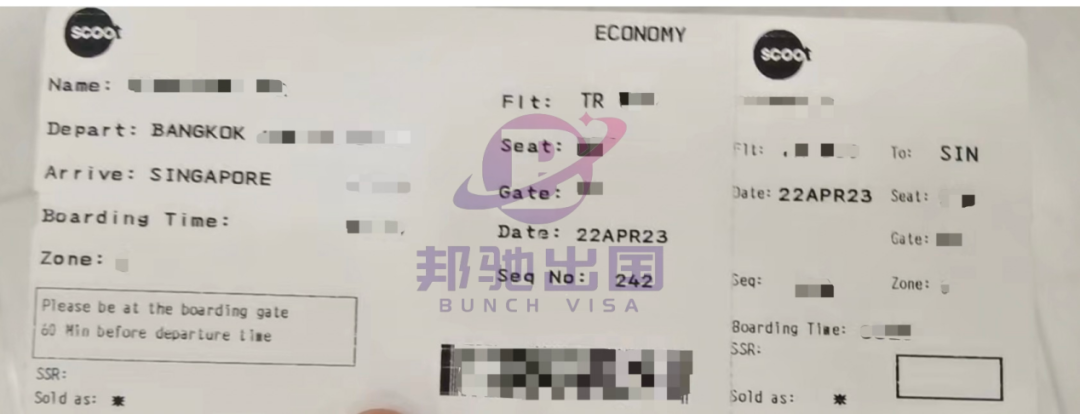 scoot
ECONOMY
Name:
Flt: TR
Depart: BANGKOK
Seat:
Arrive: SINGAPORE
Gate:
Boarding Time:
Date: 22APR23
Zone:
Seq No: 242
Please be at the boarding gate
60 Min before departure time
SSR:
Sold as: *
邦驰出国
BUNCH VISA
scoot
Flt: To: SIN
Date: 22APR23 Seat:
Gate:
Seq: Zone:
Boarding Time:
SSR:
Sold as: *